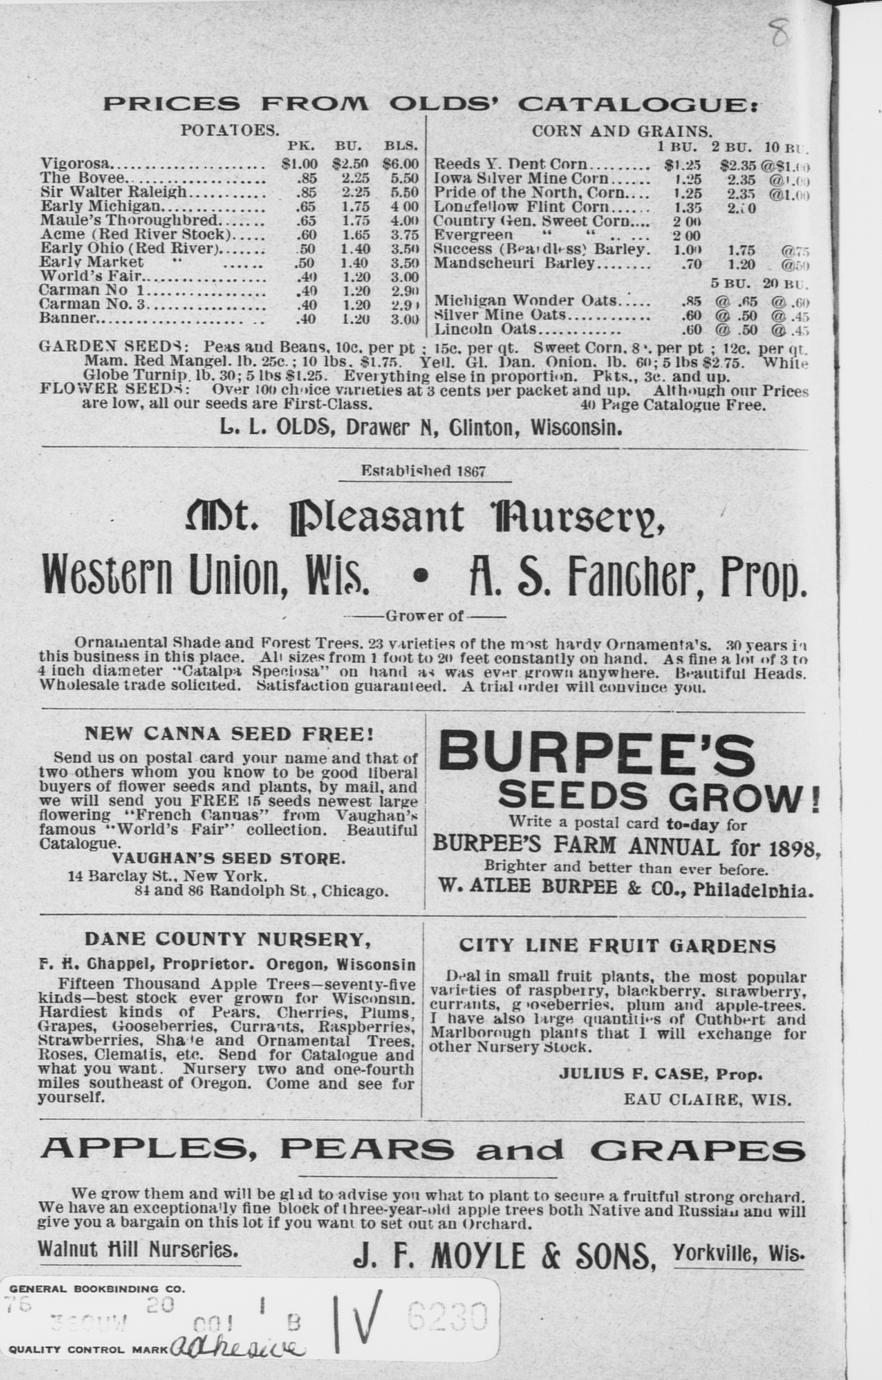 8
PRICES FROM OLDS' CATALOGUE:
POTATOES.
PK. BU. BLS.
Vigorosa........................ $1.00 $2.50 $6.00
The Bovee...................... .85 2.25 5.50
Sir Walter Raleigh............. .85 2.25 5.50
Early Michigan................. .65 1.75 4 00
Maule's Thoroughbred........ .65 1.75 4.00
Acme (Red River Stock)..... .60 1.65 3.75
Early Ohio (Red River)....... 50 1.40 3.50
Early Market " ...... .50 1.40 3.50
World's Fair.................... .40 1.20 3.00
Carman No 1................... .40 1.20 2.90
Carman No. 3.................. .40 1.20 2.90
Banner.......................... .40 1.20 3.00
CORN AND GRAINS.
1 BU. 2 BU. 10 BU.
Reeds Y. Dent Corn......... $1.25 $2.35 @$1.00
Iowa Silver Mine Corn...... 1.25 2.35 @1.00
Pride of the North, Corn.... 1.25 2.35 @1.00
Longfellow Flint Corn...... 1.35
Country Gen. Sweet Corn.... 2 00
Evergreen " " .. ... 2 00
Success (Beardless) Barley. 1.00 1.75 @75
Mandscheuri Barley........ .70 1.20 @50
5 BU. 20 BU.
Michigan Wonder Oats..... .85 @ .65 @ .60
Silver Mine Oats............ .60 @ .50 @ .45
Lincoln Oats............ .60 @ .50 @ .45
GARDEN SEEDS: Peas and Beans, 10c. per pt ; 15c. per qt. Sweet Corn, 8c. per pt ; 12c. per qt.
Mam. Red Mangel. lb. 25c.; 10 lbs. $1.75. Yell. Gl. Dan. Onion, lb. 60; 5 lbs $2.75. White
Globe Turnip, lb. 30; 5 lbs $1.25. Everything else in proportion. Pkts., 3c. and up.
FLOWER SEEDS: Over 100 choice varieties at 3 cents per packet and up. Although our Prices
are low, all our seeds are First-Class. 40 Page Catalogue Free.
L. L. OLDS, Drawer N, Clinton, Wisconsin.
Established 1867
Mt. Pleasant Nursery,
Western Union, Wis. • A. S. Fancher, Prop.
Grower of
Ornamental Shade and Forest Trees. 23 varieties of the most hardy Ornamentals. 30 years in
this business in this place. All sizes from 1 foot to 20 feet constantly on hand. As fine a lot of 3 to
4 inch diameter "Catalpa Speciosa" on hand as was ever grown anywhere. Beautiful Heads.
Wholesale trade solicited. Satisfaction guaranteed. A trial order will convince you.
NEW CANNA SEED FREE!
Send us on postal card your name and that of
two others whom you know to be good liberal
buyers of flower seeds and plants, by mail, and
we will send you FREE 15 seeds newest large
flowering "French Cannas" from Vaughan's
famous "World's Fair" collection. Beautiful
Catalogue.
VAUGHAN'S SEED STORE.
14 Barclay St., New York.
84 and 86 Randolph St , Chicago.
BURPEE'S
SEEDS GROW!
Write a postal card to-day for
BURPEE'S FARM ANNUAL for 1898,
Brighter and better than ever before.
W. ATLEE BURPEE & CO., Philadelphia.
DANE COUNTY NURSERY,
F. H. Chappel, Proprietor. Oregon, Wisconsin
Fifteen Thousand Apple Trees—seventy-five
kinds—best stock ever grown for Wisconsin.
Hardiest kinds of Pears, Cherries, Plums,
Grapes, Gooseberries, Currants, Raspberries,
Strawberries, Shade and Ornamental Trees,
Roses, Clematis, etc. Send for Catalogue and
what you want. Nursery two and one-fourth
miles southeast of Oregon. Come and see for
yourself.
CITY LINE FRUIT GARDENS
Deal in small fruit plants, the most popular
varieties of raspberry, blackberry, strawberry,
currants, gooseberries, plum and apple-trees.
I have also large quantities of Cuthbert and
Marlborough plants that I will exchange for
other Nursery Stock.
JULIUS F. CASE, Prop.
EAU CLAIRE, WIS.
APPLES, PEARS and GRAPES
We grow them and will be glad to advise you what to plant to secure a fruitful strong orchard.
We have an exceptionally fine block of three-year-old apple trees both Native and Russian and will
give you a bargain on this lot if you want to set out an Orchard.
Walnut Hill Nurseries. J. F. MOYLE & SONS, Yorkville, Wis.
GENERAL BOOKBINDING CO.
76 20 1
001 B
IV 6230
QUALITY CONTROL MARK adhesive